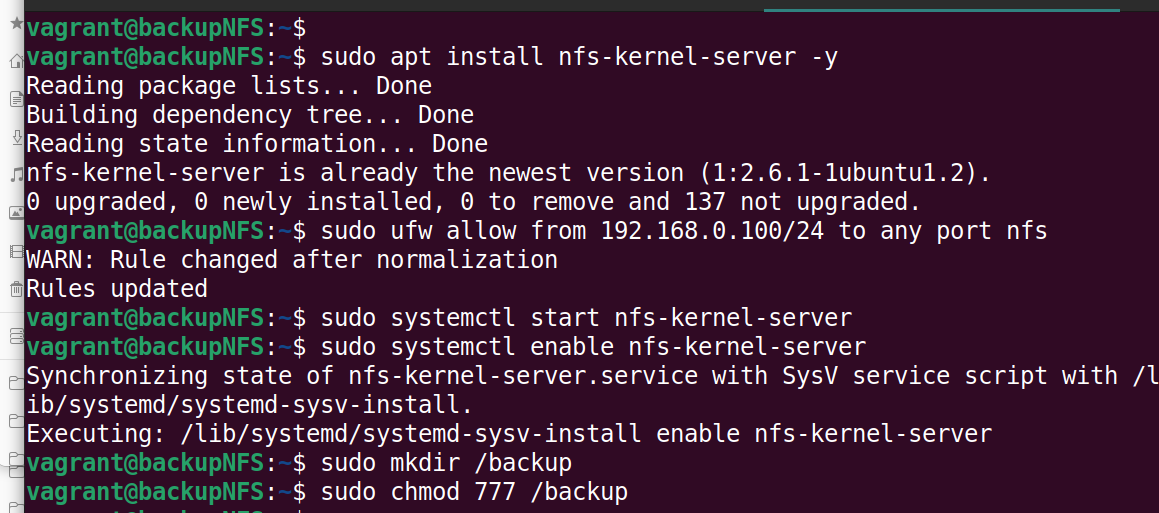 vagrant@backupNFS:~$
vagrant@backupNFS:~$ sudo apt install nfs-kernel-server -y
Reading package lists... Done
Building dependency tree... Done
Reading state information... Done
nfs-kernel-server is already the newest version (1:2.6.1-1ubuntu1.2).
0 upgraded, 0 newly installed, 0 to remove and 137 not upgraded.
vagrant@backupNFS:~$ sudo ufw allow from 192.168.0.100/24 to any port nfs
WARN: Rule changed after normalization
Rules updated
vagrant@backupNFS:~$ sudo systemctl start nfs-kernel-server
vagrant@backupNFS:~$ sudo systemctl enable nfs-kernel-server
Synchronizing state of nfs-kernel-server.service with SysV service script with /l
ib/systemd/systemd-sysv-install.
Executing: /lib/systemd/systemd-sysv-install enable nfs-kernel-server
vagrant@backupNFS:~$ sudo mkdir /backup
vagrant@backupNFS:~$ sudo chmod 777 /backup